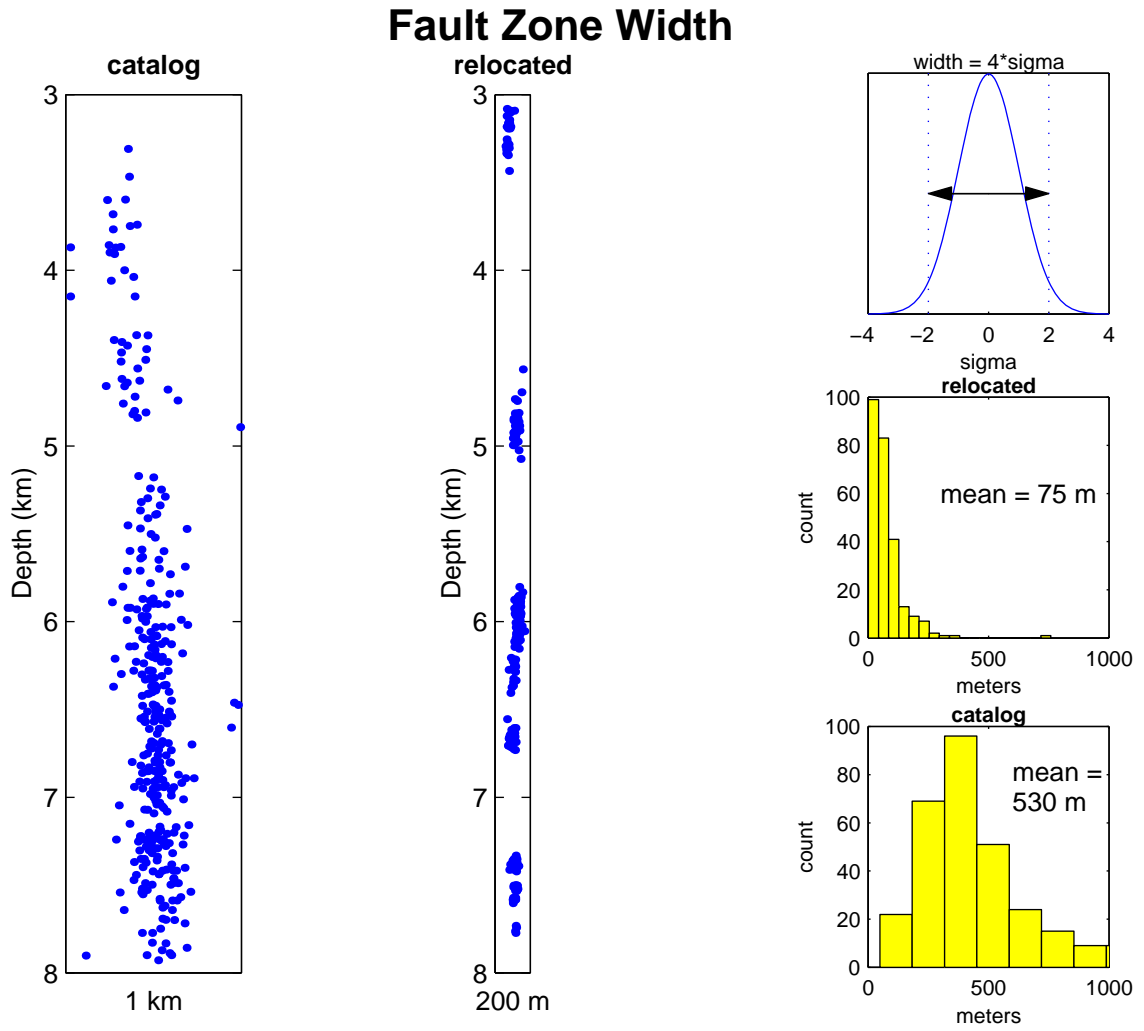 Fault Zone Width
catalog
3
4
5
6
7
8
Depth (km)
1 km
relocated
3
4
5
6
7
8
Depth (km)
200 m
width = 4*sigma
−4 −2 0 2 4
sigma
relocated
100
80
60
40
20
0
count
mean = 75 m
0 500 1000
meters
catalog
100
80
60
40
20
0
count
mean =
530 m
0 500 1000
meters